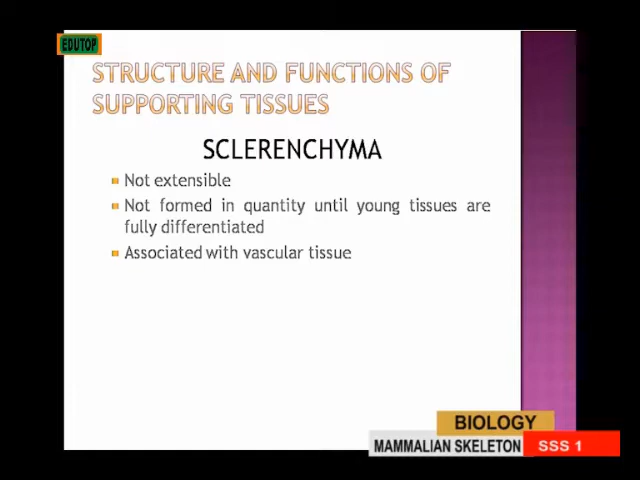 EDUTOP
STRUCTURE AND FUNCTIONS OF
SUPPORTING TISSUES
SCLERENCHYMA
Not extensible
Not formed in quantity until young tissues are
fully differentiated
Associated with vascular tissue
BIOLOGY
MAMMALIAN SKELETON SSS 1